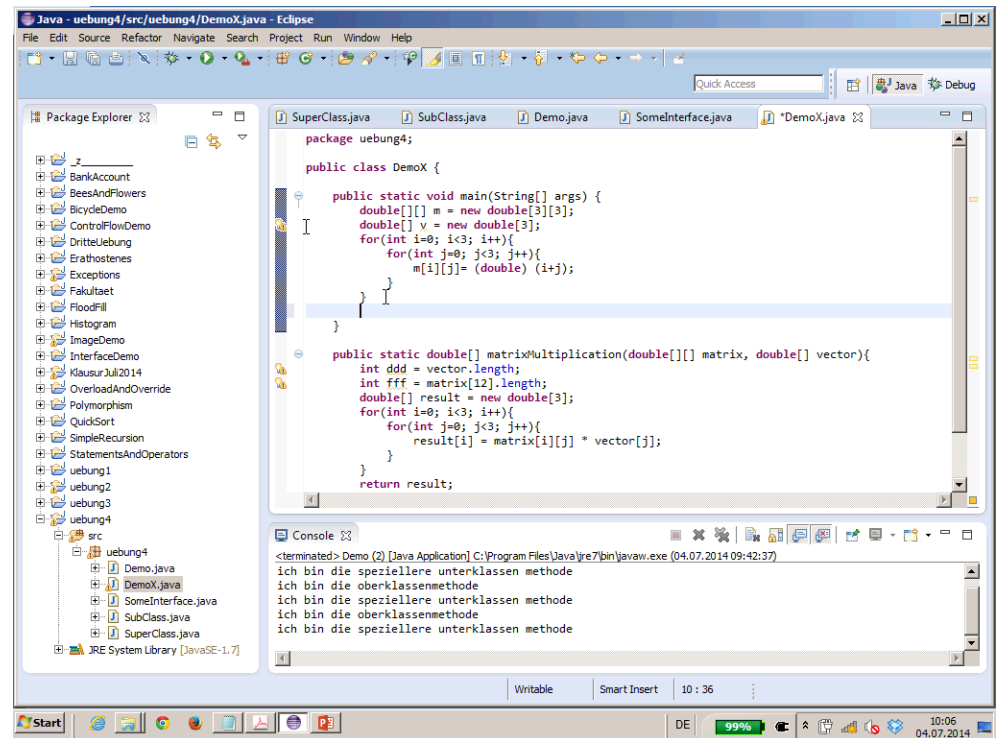 Java - uebung4/src/uebung4/DemoX.java - Eclipse
File Edit Source Refactor Navigate Search Project Run Window Help
Quick Access
Java
Debug
Package Explorer
_z_________
BankAccount
BeesAndFlowers
BicycleDemo
ControlFlowDemo
DritteUebung
Erathostenes
Exceptions
Fakultaet
FloodFill
Histogram
ImageDemo
InterfaceDemo
KlausurJuli2014
OverloadAndOverride
Polymorphism
QuickSort
SimpleRecursion
StatementsAndOperators
uebung1
uebung2
uebung3
uebung4
src
uebung4
Demo.java
DemoX.java
SomeInterface.java
SubClass.java
SuperClass.java
JRE System Library [JavaSE-1.7]
SuperClass.java SubClass.java Demo.java SomeInterface.java *DemoX.java
package uebung4;
public class DemoX {
public static void main(String[] args) {
double[][] m = new double[3][3];
double[] v = new double[3];
for(int i=0; i<3; i++){
for(int j=0; j<3; j++){
m[i][j]= (double) (i+j);
}
}
}
public static double[] matrixMultiplication(double[][] matrix, double[] vector){
int ddd = vector.length;
int fff = matrix[12].length;
double[] result = new double[3];
for(int i=0; i<3; i++){
for(int j=0; j<3; j++){
result[i] = matrix[i][j] * vector[j];
}
}
return result;
Console
<terminated> Demo (2) [Java Application] C:\Program Files\Java\jre7\bin\javaw.exe (04.07.2014 09:42:37)
ich bin die speziellere unterklassen methode
ich bin die oberklassenmethode
ich bin die speziellere unterklassen methode
ich bin die oberklassenmethode
ich bin die speziellere unterklassen methode
Writable Smart Insert 10 : 36
Start
DE 99% 10:06
04.07.2014